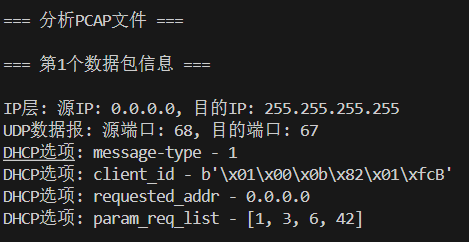 === 分析PCAP文件 ===
=== 第1个数据包信息 ===
IP层: 源IP: 0.0.0.0, 目的IP: 255.255.255.255
UDP数据报: 源端口: 68, 目的端口: 67
DHCP选项: message-type - 1
DHCP选项: client_id - b'\x01\x00\x0b\x82\x01\xfcB'
DHCP选项: requested_addr - 0.0.0.0
DHCP选项: param_req_list - [1, 3, 6, 42]